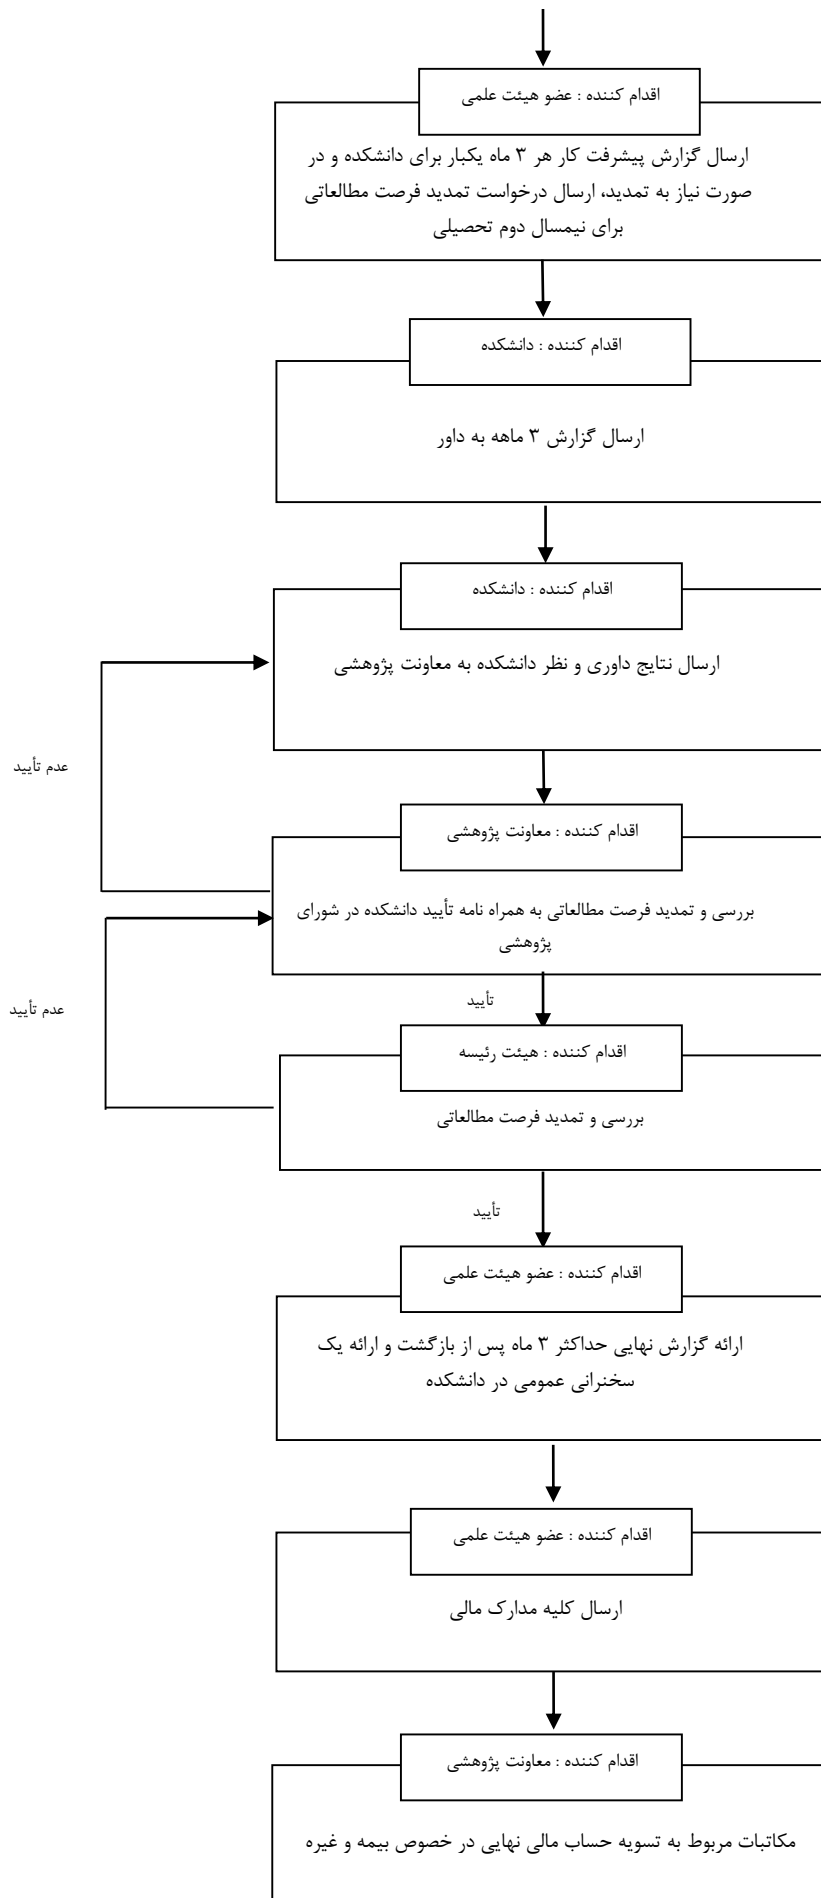 اقدام کننده : عضو هیئت علمی
ارسال گزارش پیشرفت کار هر ۳ ماه یکبار برای دانشکده و در
صورت نیاز به تمدید، ارسال درخواست تمدید فرصت مطالعاتی
برای نیمسال دوم تحصیلی
اقدام کننده : دانشکده
ارسال گزارش ۳ ماهه به داور
اقدام کننده : دانشکده
ارسال نتایج داوری و نظر دانشکده به معاونت پژوهشی
عدم تأیید
اقدام کننده : معاونت پژوهشی
بررسی و تمدید فرصت مطالعاتی به همراه نامه تأیید دانشکده در شورای
پژوهشی
تأیید
عدم تأیید
اقدام کننده : هیئت رئیسه
بررسی و تمدید فرصت مطالعاتی
تأیید
اقدام کننده : عضو هیئت علمی
ارائه گزارش نهایی حداکثر ۳ ماه پس از بازگشت و ارائه یک
سخنرانی عمومی در دانشکده
اقدام کننده : عضو هیئت علمی
ارسال کلیه مدارک مالی
اقدام کننده : معاونت پژوهشی
مکاتبات مربوط به تسویه حساب مالی نهایی در خصوص بیمه و غیره